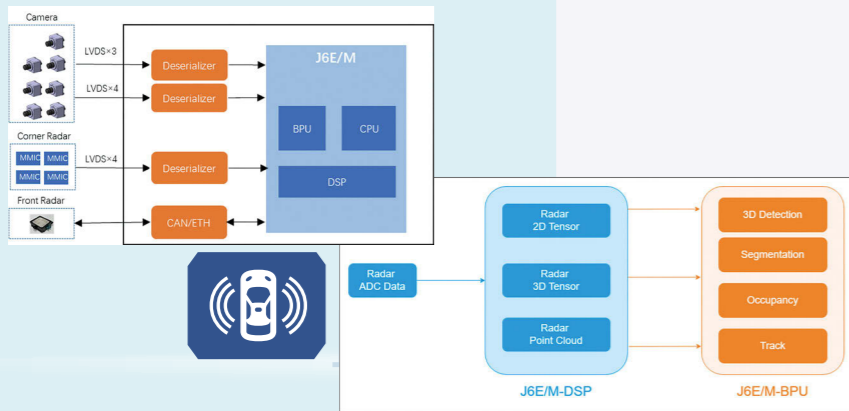 Camera
LVDS×3
LVDS×4
Deserializer
Deserializer
J6E/M
BPU
CPU
DSP
Corner Radar
MMIC
MMIC
MMIC
MMIC
LVDS×4
Deserializer
Front Radar
CAN/ETH
Radar
ADC Data
Radar
2D Tensor
Radar
3D Tensor
Radar
Point Cloud
J6E/M-DSP
3D Detection
Segmentation
Occupancy
Track
J6E/M-BPU